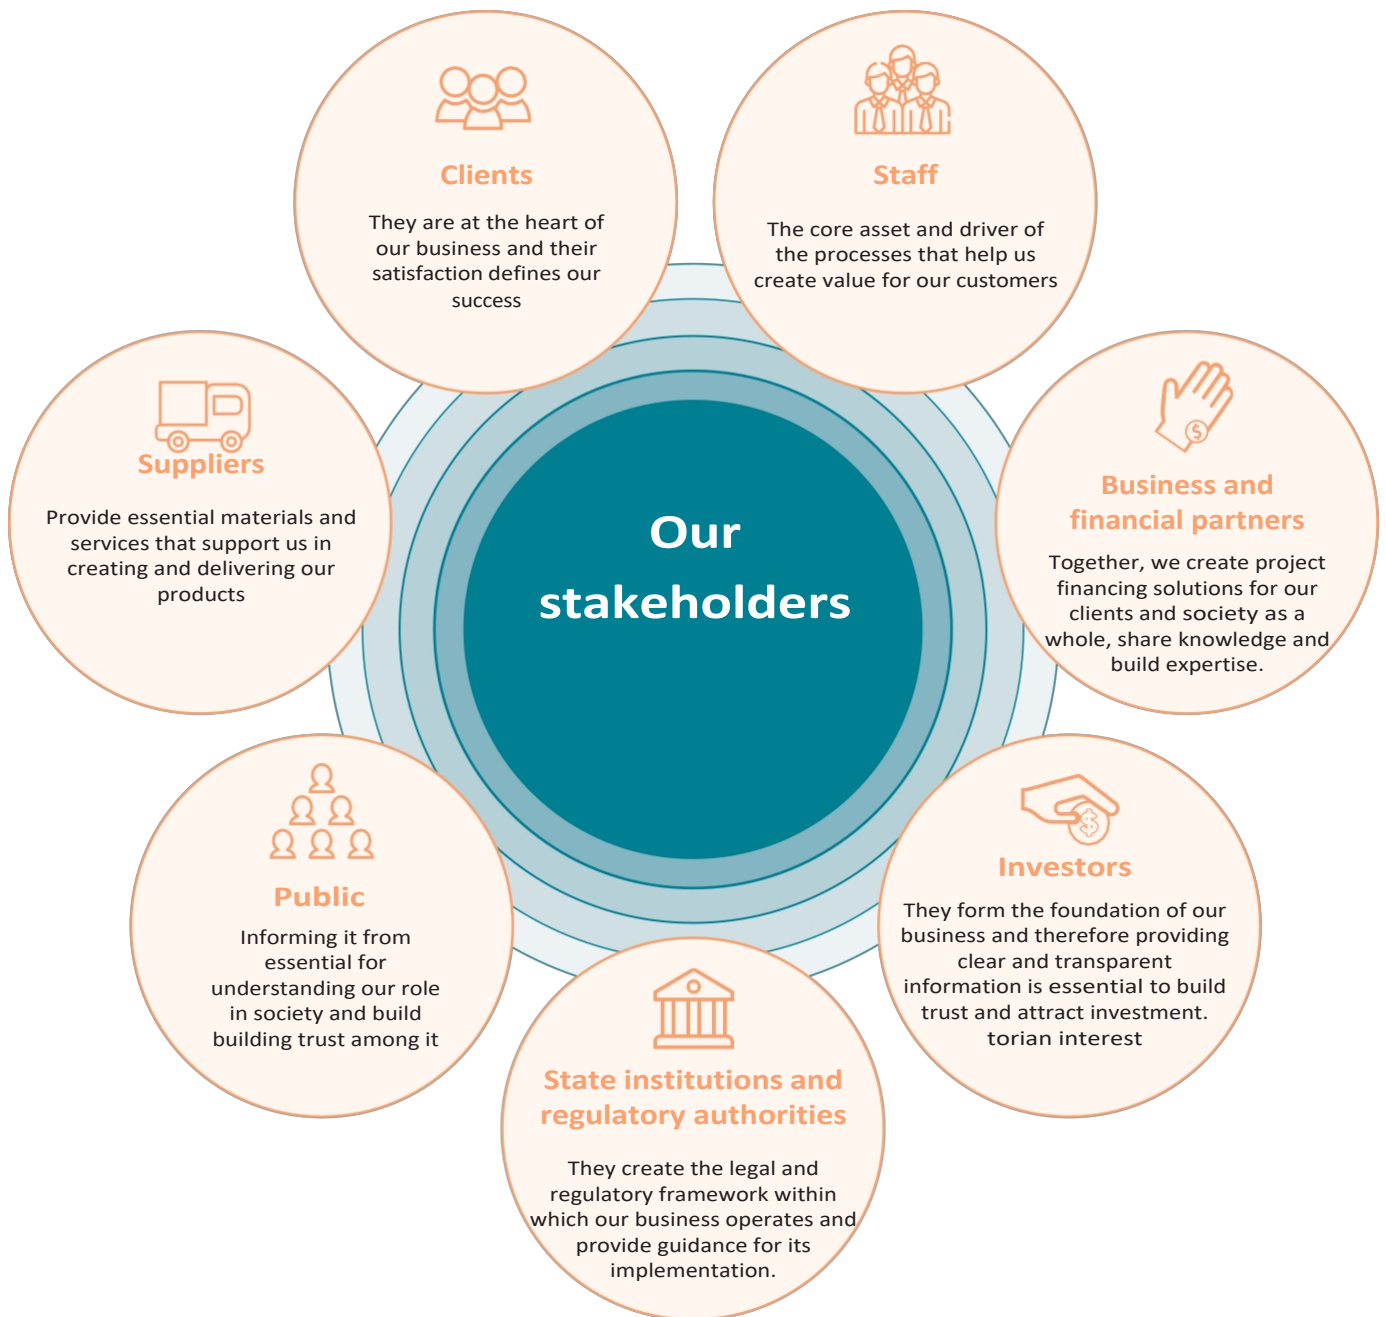 Clients
They are at the heart of
our business and their
satisfaction defines our
success
Staff
The core asset and driver of
the processes that help us
create value for our customers
Suppliers
Provide essential materials and
services that support us in
creating and delivering our
products
Our
stakeholders
Business and
financial partners
Together, we create project
financing solutions for our
clients and society as a
whole, share knowledge and
build expertise.
Public
Informing it from
essential for
understanding our role
in society and build
building trust among it
Investors
They form the foundation of our
business and therefore providing
clear and transparent
information is essential to build
trust and attract investment.
torian interest
State institutions and
regulatory authorities
They create the legal and
regulatory framework within
which our business operates and
provide guidance for its
implementation.